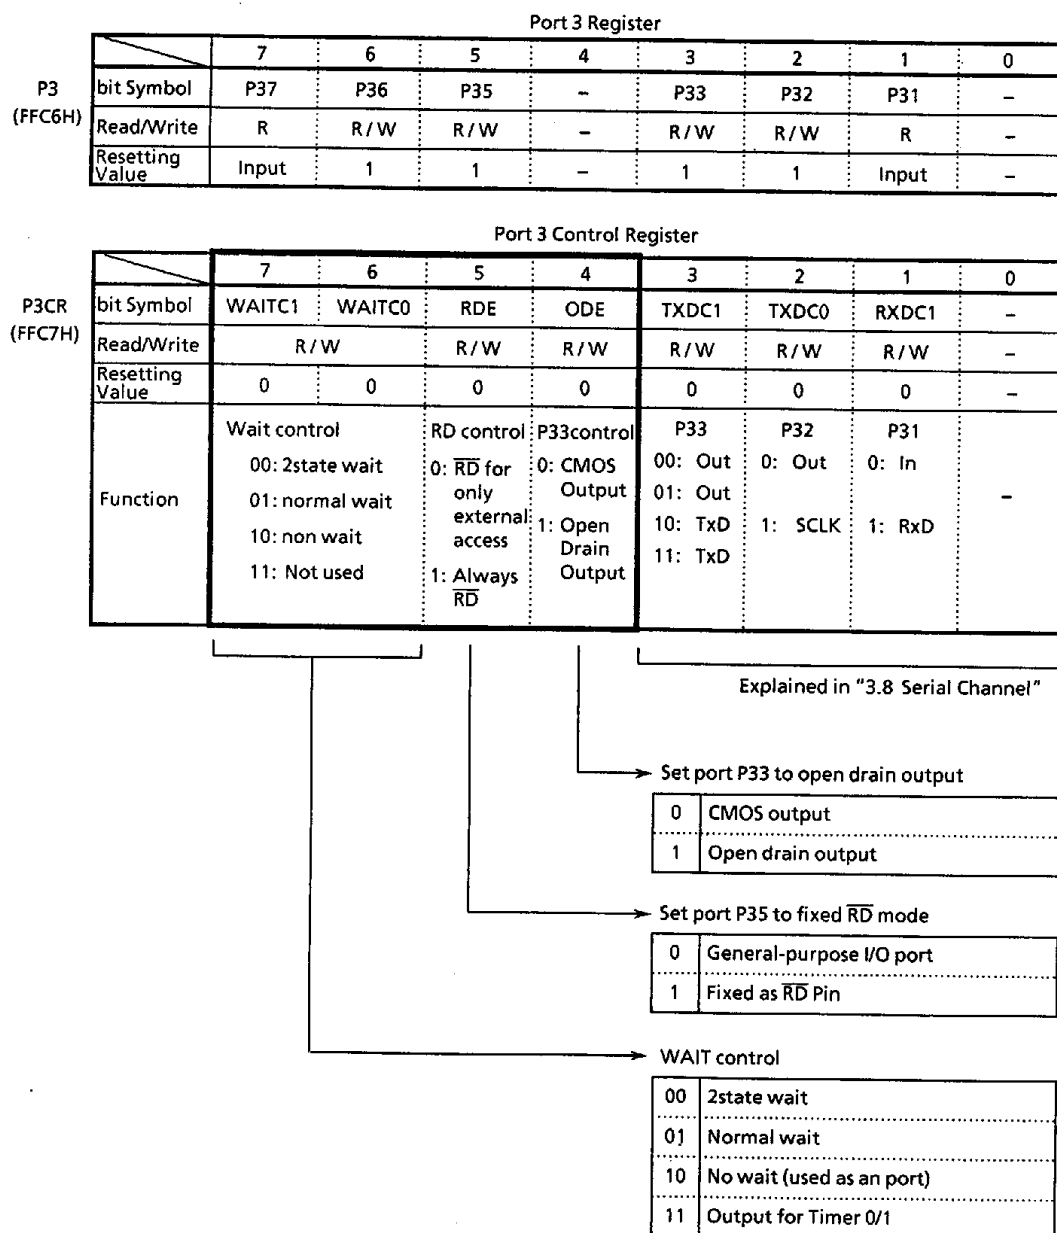 Port 3 Register
7 6 5 4 3 2 1 0
P3
(FFC6H)
bit Symbol P37 P36 P35 – P33 P32 P31 –
Read/Write R R/W R/W – R/W R/W R –
Resetting Value Input 1 1 – 1 1 Input –
Port 3 Control Register
7 6 5 4 3 2 1 0
P3CR
(FFC7H)
bit Symbol WAITC1 WAITC0 RDE ODE TXDC1 TXDC0 RXDC1 –
Read/Write R/W R/W R/W R/W R/W R/W –
Resetting Value 0 0 0 0 0 0 0 –
Function
Wait control
00: 2state wait
01: normal wait
10: non wait
11: Not used
RD control
0: R̅D̅ for
only
external
access
1: Always
R̅D̅
P33control
0: CMOS
Output
1: Open
Drain
Output
P33
00: Out
01: Out
10: TxD
11: TxD
P32
0: Out
1: SCLK
P31
0: In
1: RxD
–
Explained in "3.8 Serial Channel"
Set port P33 to open drain output
0 CMOS output
1 Open drain output
Set port P35 to fixed R̅D̅ mode
0 General-purpose I/O port
1 Fixed as R̅D̅ Pin
WAIT control
00 2state wait
01 Normal wait
10 No wait (used as an port)
11 Output for Timer 0/1